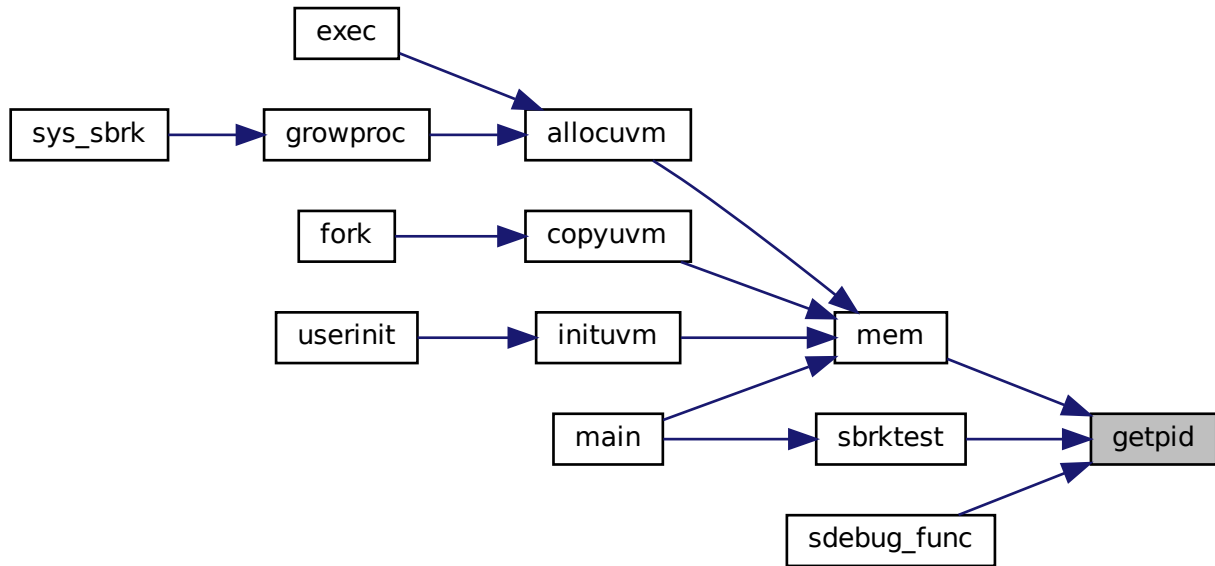 exec
sys_sbrk
growproc
allocuvm
fork
copyuvm
userinit
inituvm
mem
main
sbrktest
getpid
sdebug_func